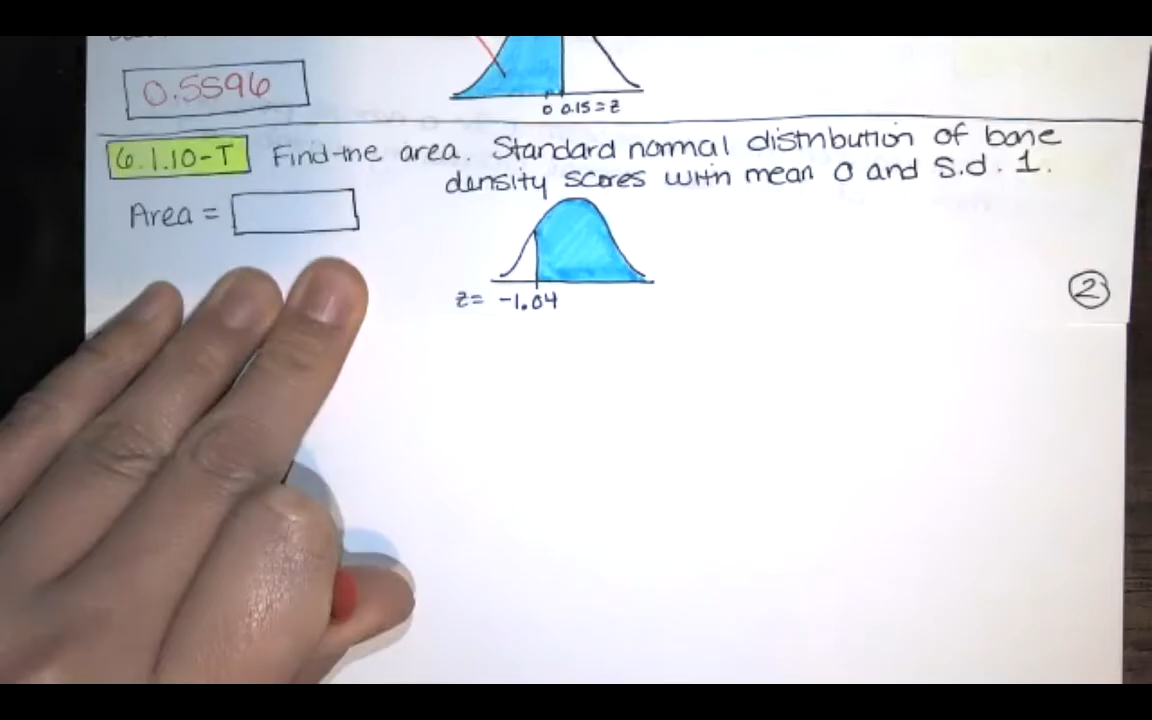 0.5596
0 0.15 = z
6.1.10-T Find the area. Standard normal distribution of bone
density scores with mean 0 and s.d. 1.
Area =
z = -1.04
2